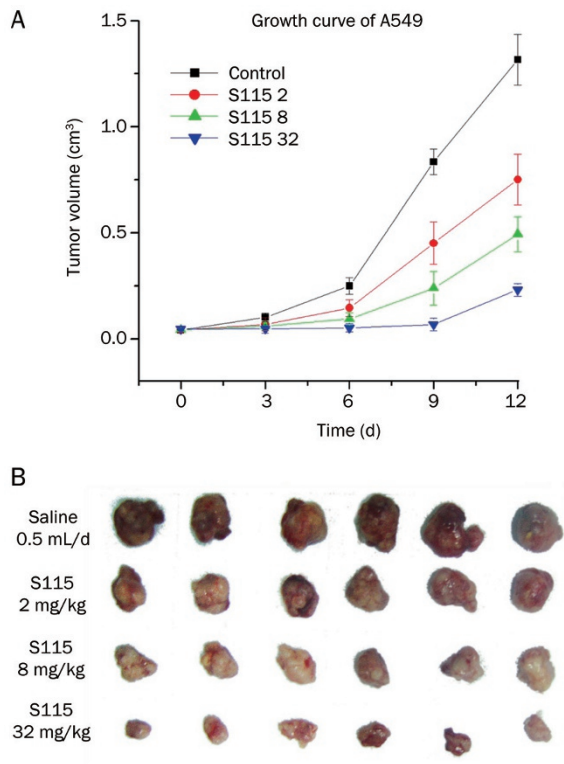 A
Growth curve of A549
Control
S115 2
S115 8
S115 32
Tumor volume (cm³)
1.5
1.0
0.5
0.0
0 3 6 9 12
Time (d)
B
Saline
0.5 mL/d
S115
2 mg/kg
S115
8 mg/kg
S115
32 mg/kg